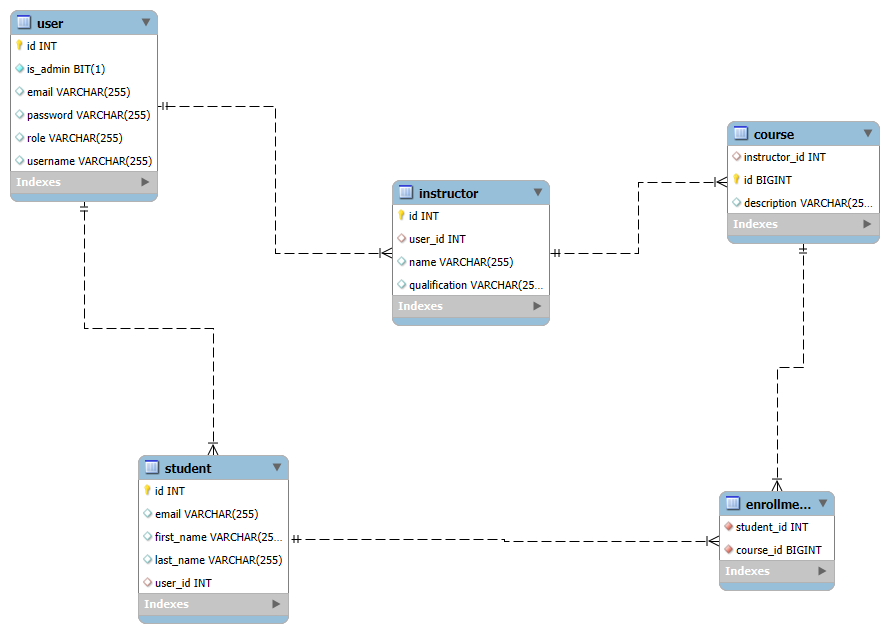 user
id INT
is_admin BIT(1)
email VARCHAR(255)
password VARCHAR(255)
role VARCHAR(255)
username VARCHAR(255)
Indexes
instructor
id INT
user_id INT
name VARCHAR(255)
qualification VARCHAR(25...
Indexes
course
instructor_id INT
id BIGINT
description VARCHAR(25...
Indexes
student
id INT
email VARCHAR(255)
first_name VARCHAR(25...
last_name VARCHAR(255)
user_id INT
Indexes
enrollme...
student_id INT
course_id BIGINT
Indexes